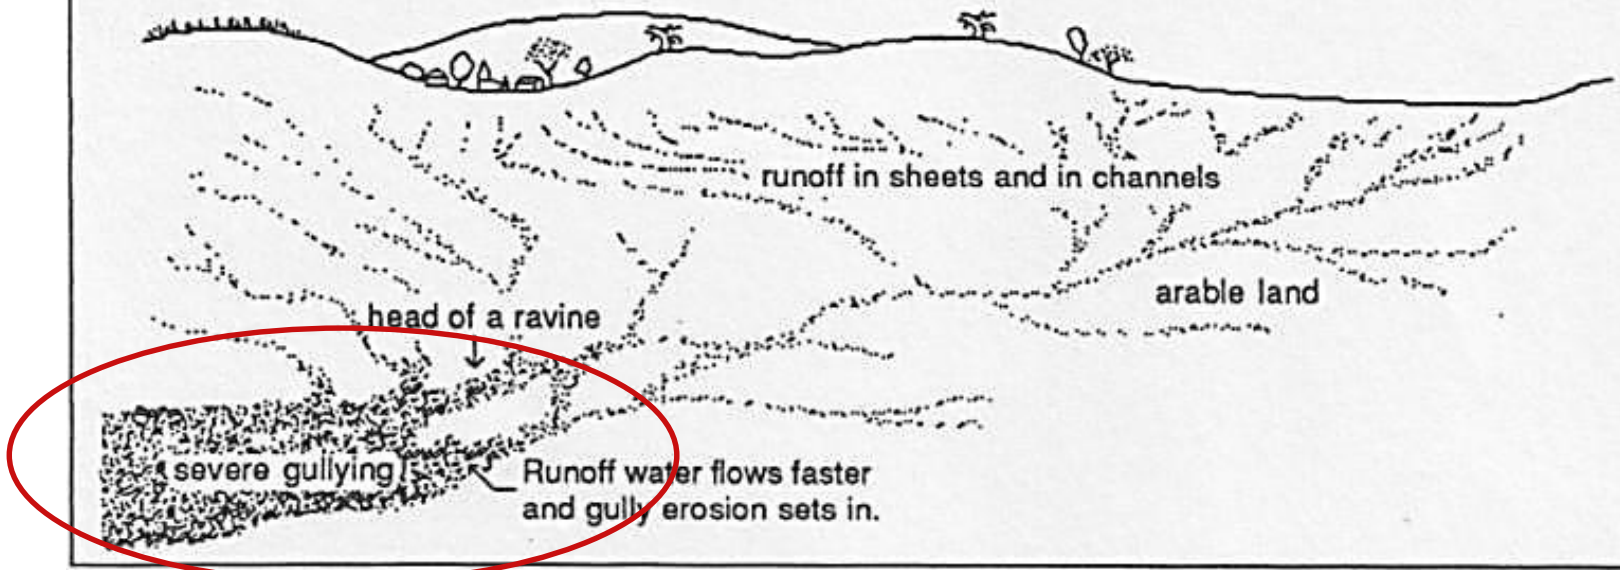 runoff in sheets and in channels
arable land
head of a ravine
severe gullying
Runoff water flows faster
and gully erosion sets in.